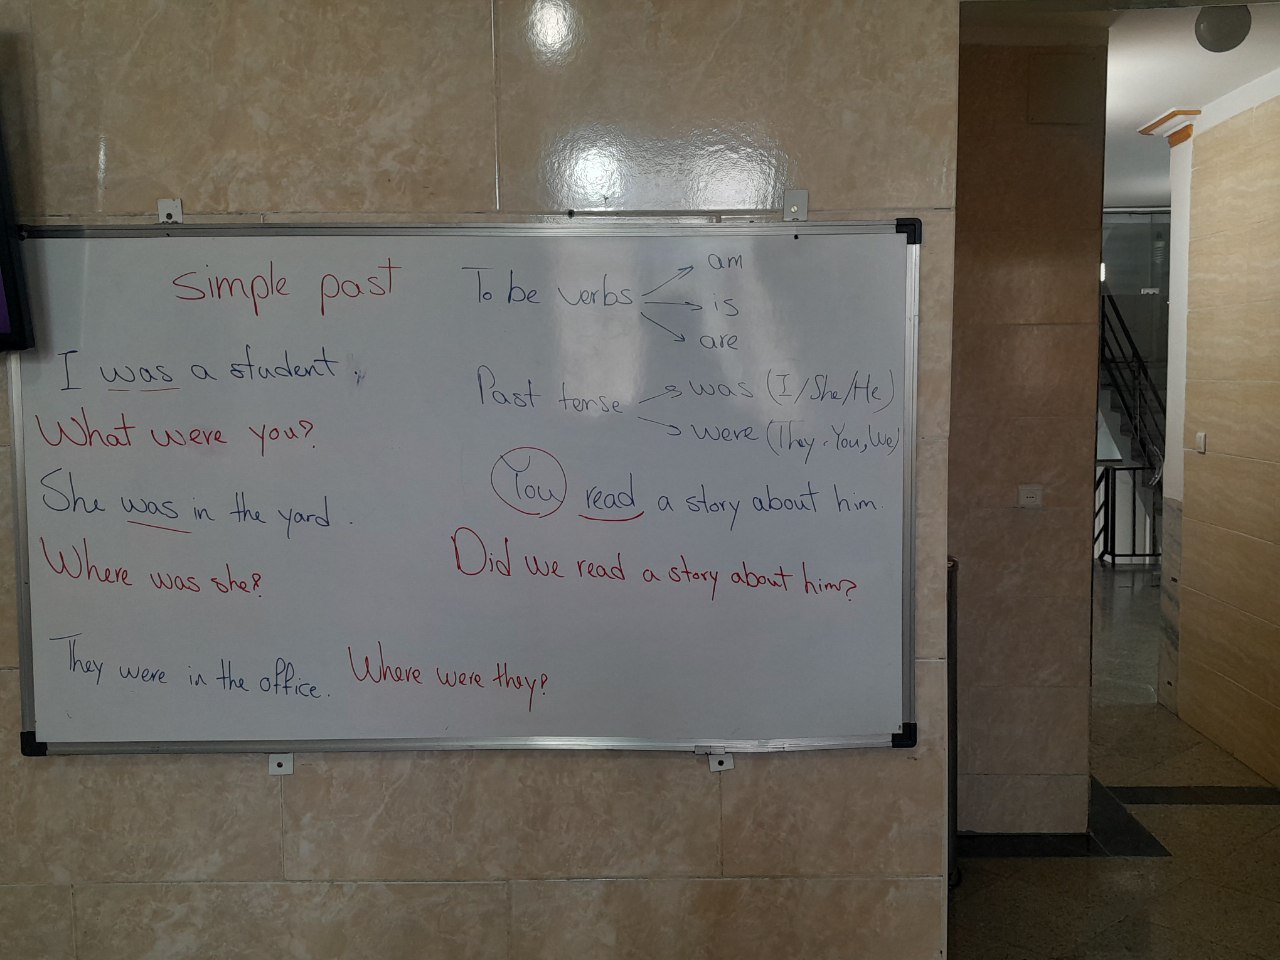 Simple past
I was a student.
What were you?
She was in the yard.
Where was she?
They were in the office. Where were they?
To be verbs
am
is
are
Past tense
was (I/She/He)
were (They-You, We)
You read a story about him.
Did we read a story about him?